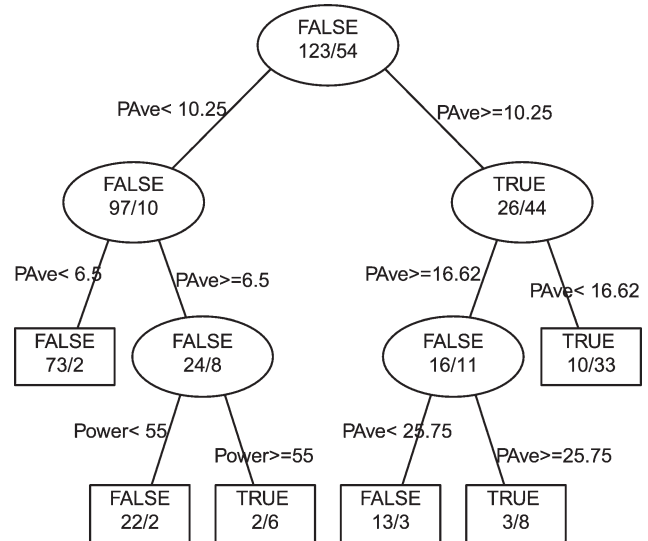 FALSE
123/54
PAve< 10.25
PAve>=10.25
FALSE
97/10
TRUE
26/44
PAve< 6.5
PAve>=6.5
PAve>=16.62
PAve< 16.62
FALSE
73/2
FALSE
24/8
FALSE
16/11
TRUE
10/33
Power< 55
Power>=55
PAve< 25.75
PAve>=25.75
FALSE
22/2
TRUE
2/6
FALSE
13/3
TRUE
3/8